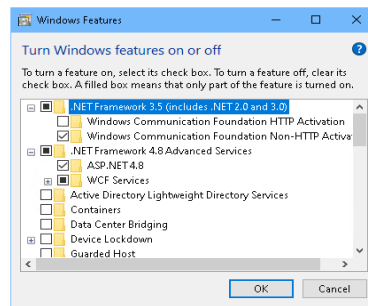 Windows Features
Turn Windows features on or off
To turn a feature on, select its check box. To turn a feature off, clear its
check box. A filled box means that only part of the feature is turned on.
.NET Framework 3.5 (includes .NET 2.0 and 3.0)
Windows Communication Foundation HTTP Activation
Windows Communication Foundation Non-HTTP Activa
.NET Framework 4.8 Advanced Services
ASP.NET 4.8
WCF Services
Active Directory Lightweight Directory Services
Containers
Data Center Bridging
Device Lockdown
Guarded Host
OK Cancel